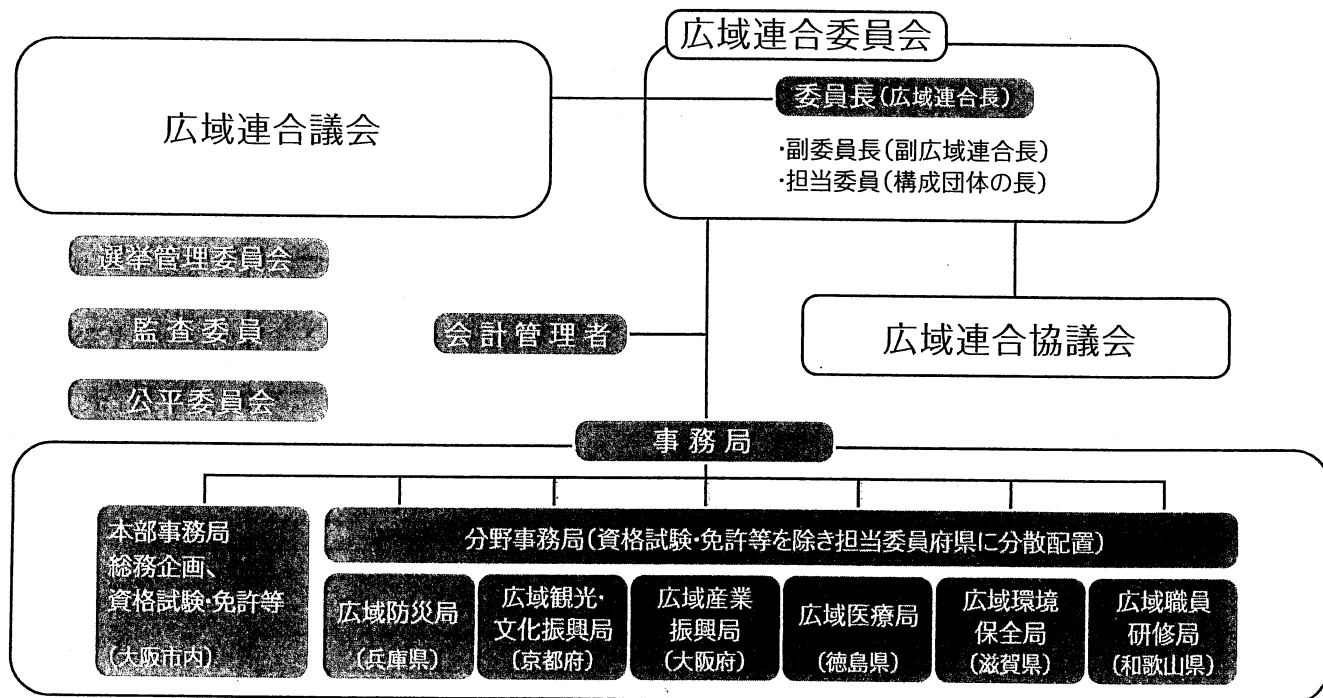 広域連合委員会
広域連合議会
委員長(広域連合長)
・副委員長(副広域連合長)
・担当委員(構成団体の長)
選挙管理委員会
監査委員
公平委員会
会計管理者
広域連合協議会
事務局
本部事務局
総務企画、
資格試験・免許等
(大阪市内)
分野事務局(資格試験・免許等を除き担当委員府県に分散配置)
広域防災局
(兵庫県)
広域観光・
文化振興局
(京都府)
広域産業
振興局
(大阪府)
広域医療局
(徳島県)
広域環境
保全局
(滋賀県)
広域職員
研修局
(和歌山県)